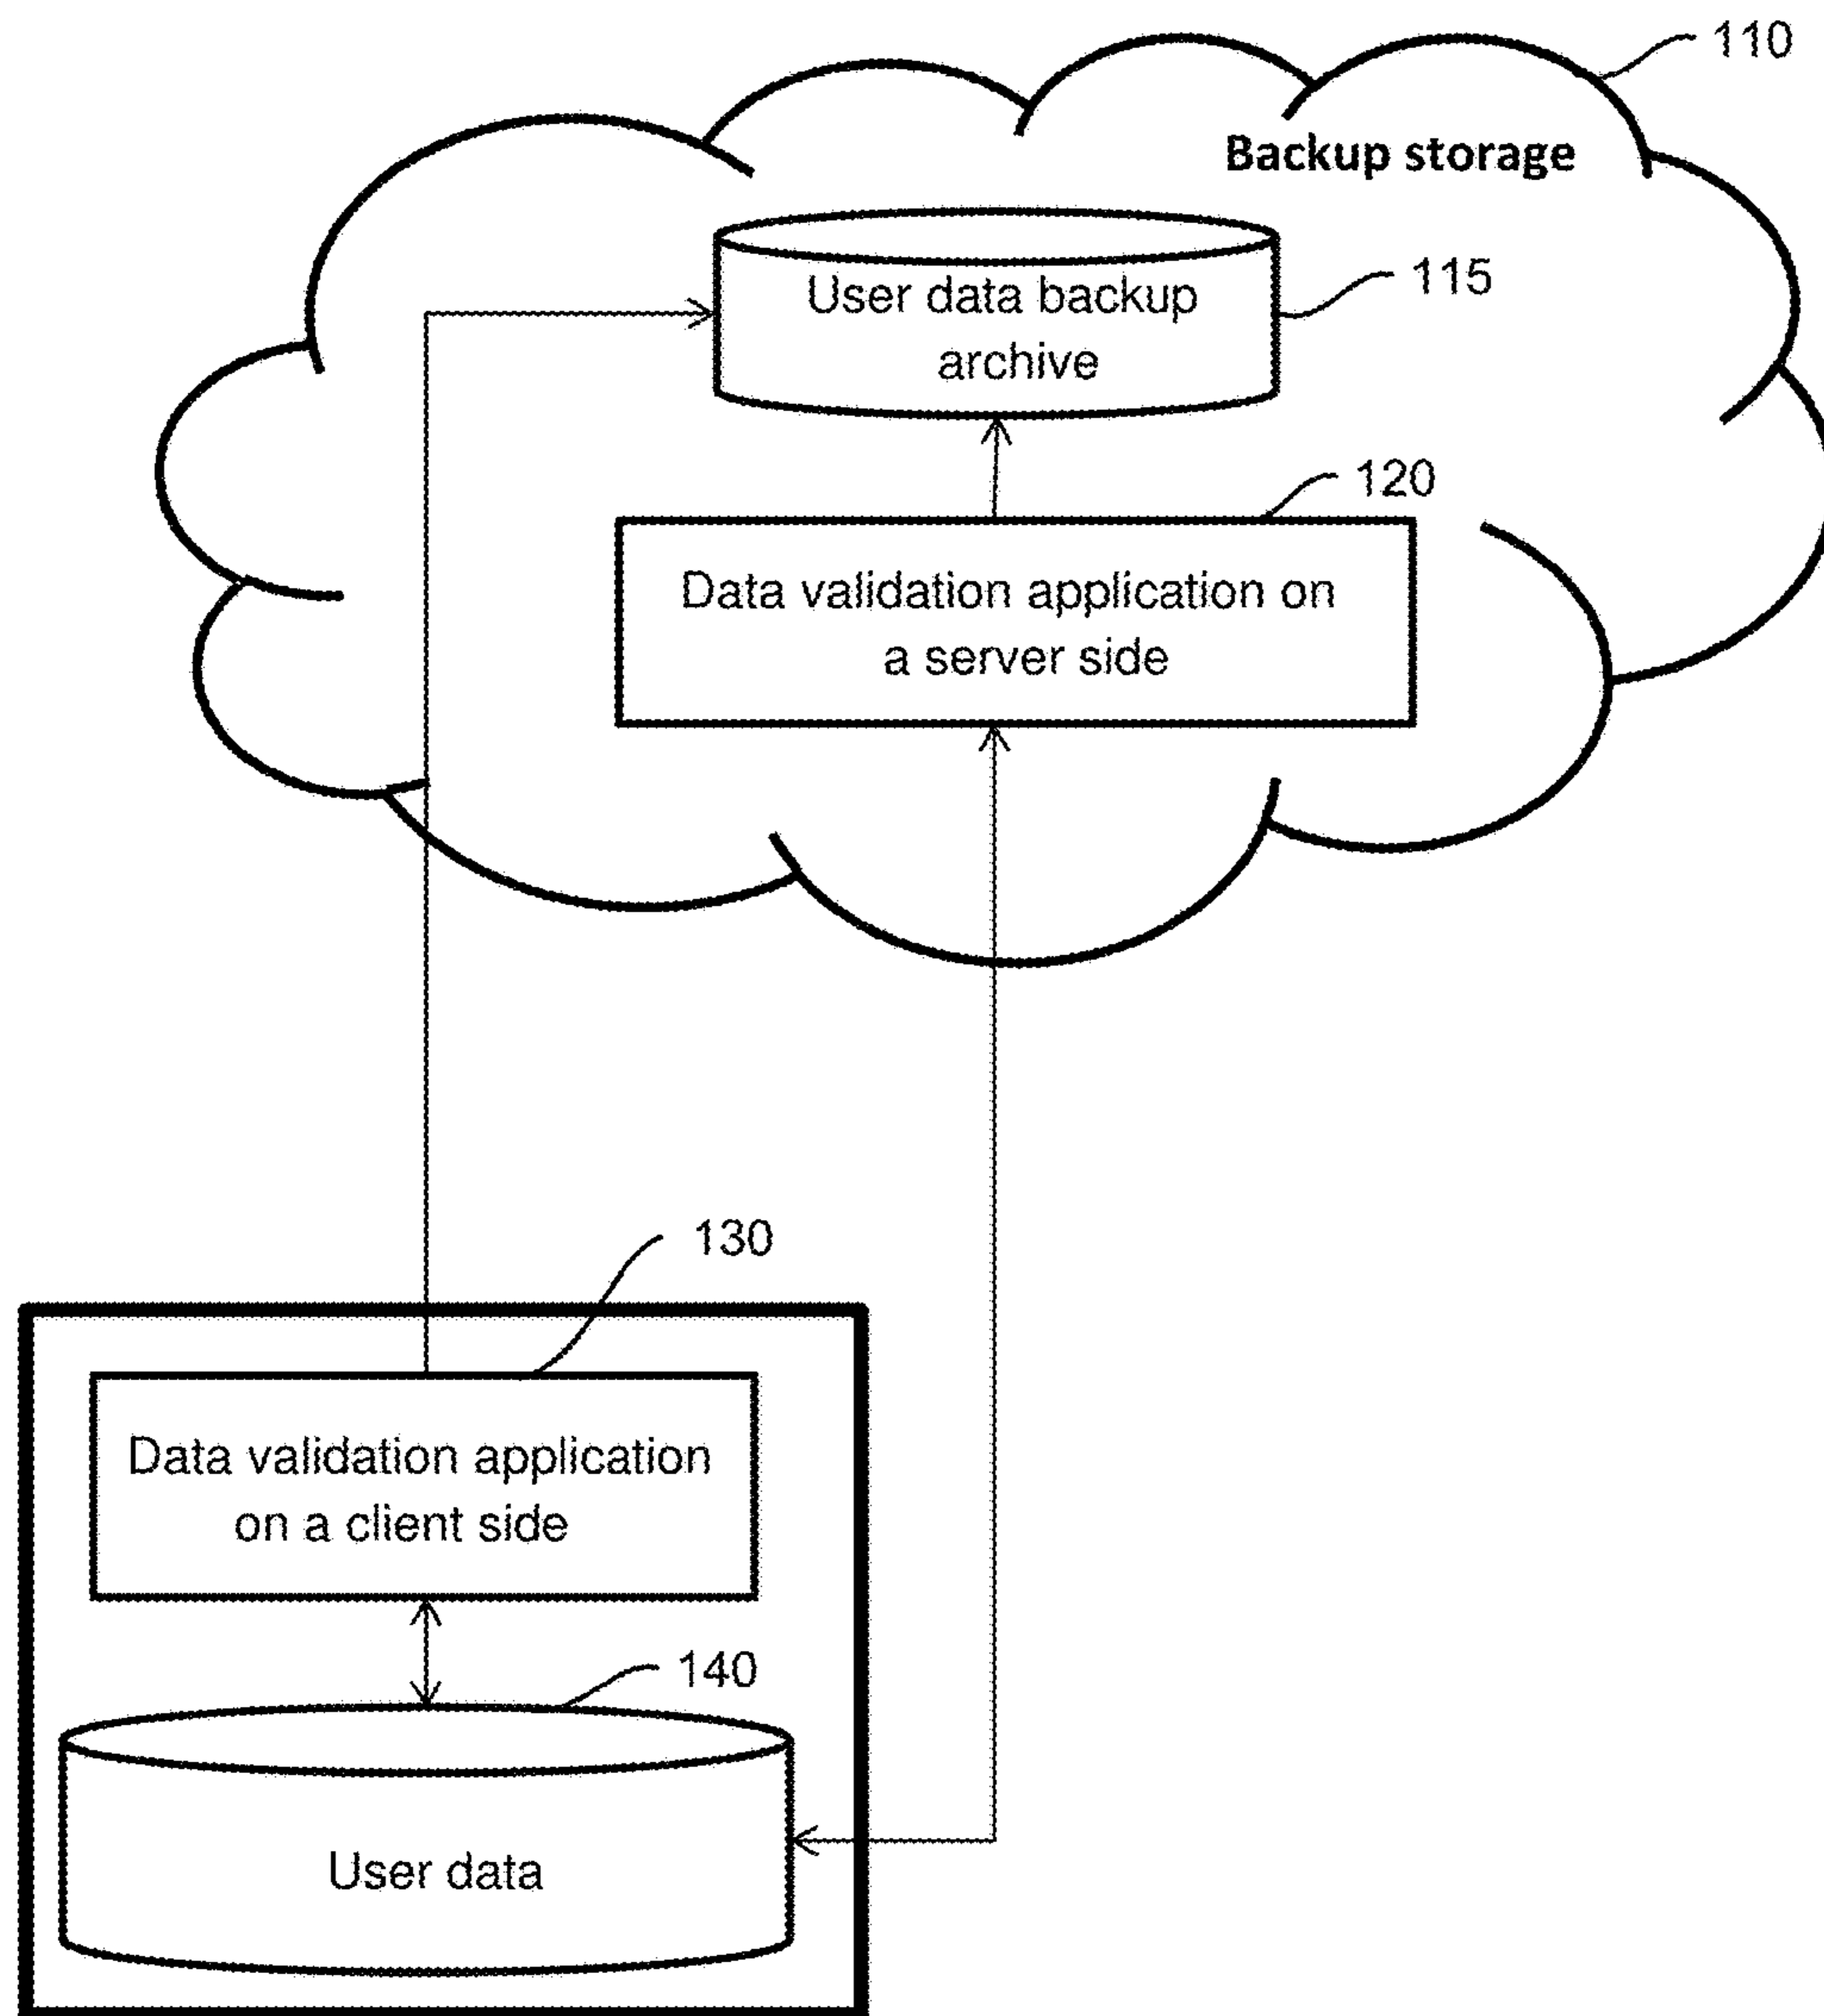 110
Backup storage
User data backup
archive
115
120
Data validation application on
a server side
130
Data validation application
on a client side
140
User data